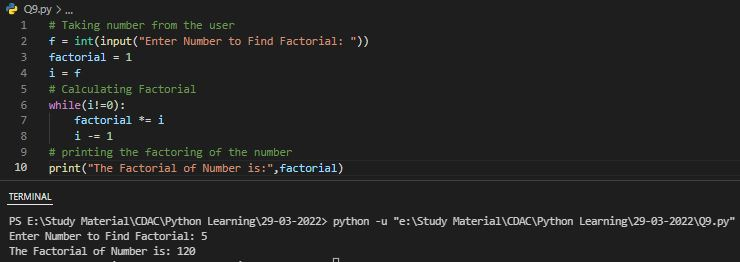 Q9.py > ...
1 # Taking number from the user
2 f = int(input("Enter Number to Find Factorial: "))
3 factorial = 1
4 i = f
5 # Calculating Factorial
6 while(i!=0):
7 factorial *= i
8 i -= 1
9 # printing the factoring of the number
10 print("The Factorial of Number is:",factorial)
TERMINAL
PS E:\Study Material\CDAC\Python Learning\29-03-2022> python -u "e:\Study Material\CDAC\Python Learning\29-03-2022\Q9.py"
Enter Number to Find Factorial: 5
The Factorial of Number is: 120